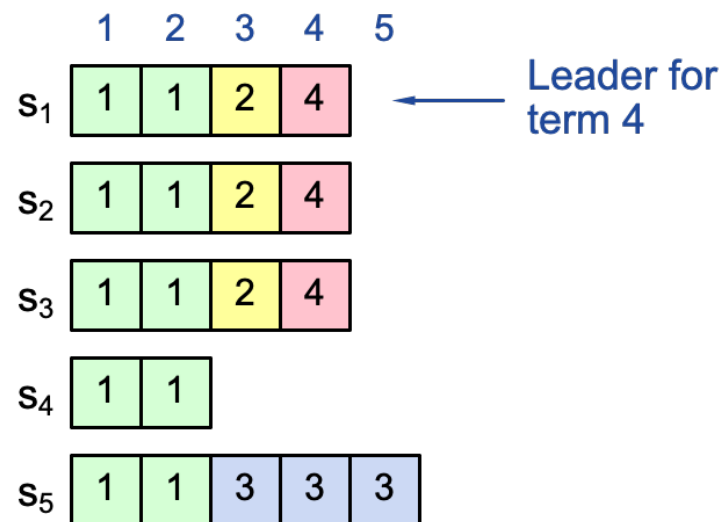 1 2 3 4 5
s₁ 1 1 2 4
Leader for
term 4
s₂ 1 1 2 4
s₃ 1 1 2 4
s₄ 1 1
s₅ 1 1 3 3 3